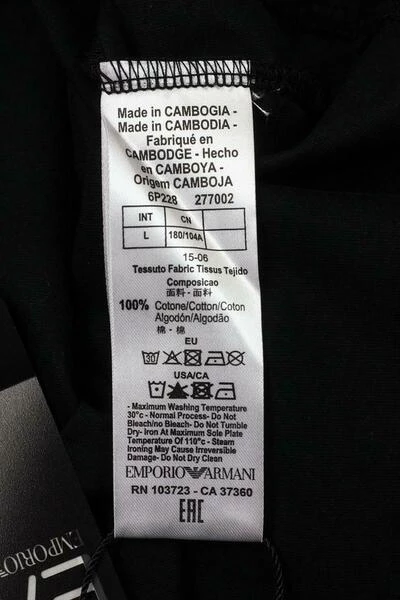 Made in CAMBOGIA -
Made in CAMBODIA -
Fabriqué en
CAMBODGE - Hecho
en CAMBOYA -
Origem CAMBOJA
6P228 277002
INT CN
L 180/104A
15-06
Tessuto Fabric Tissus Tejido
Composicao
面料 - 面料
100% Cotone/Cotton/Coton
Algodón/Algodão
棉 - 棉
EU
30
USA/CA
- Maximum Washing Temperature
30°c - Normal Process- Do Not
Bleach/no Bleach- Do Not Tumble
Dry- Iron At Maximum Sole Plate
Temperature Of 110°c - Steam
Ironing May Cause Irreversible
Damage- Do Not Dry Clean
EMPORIO ARMANI
RN 103723 - CA 37360
EAC
EMPORIO